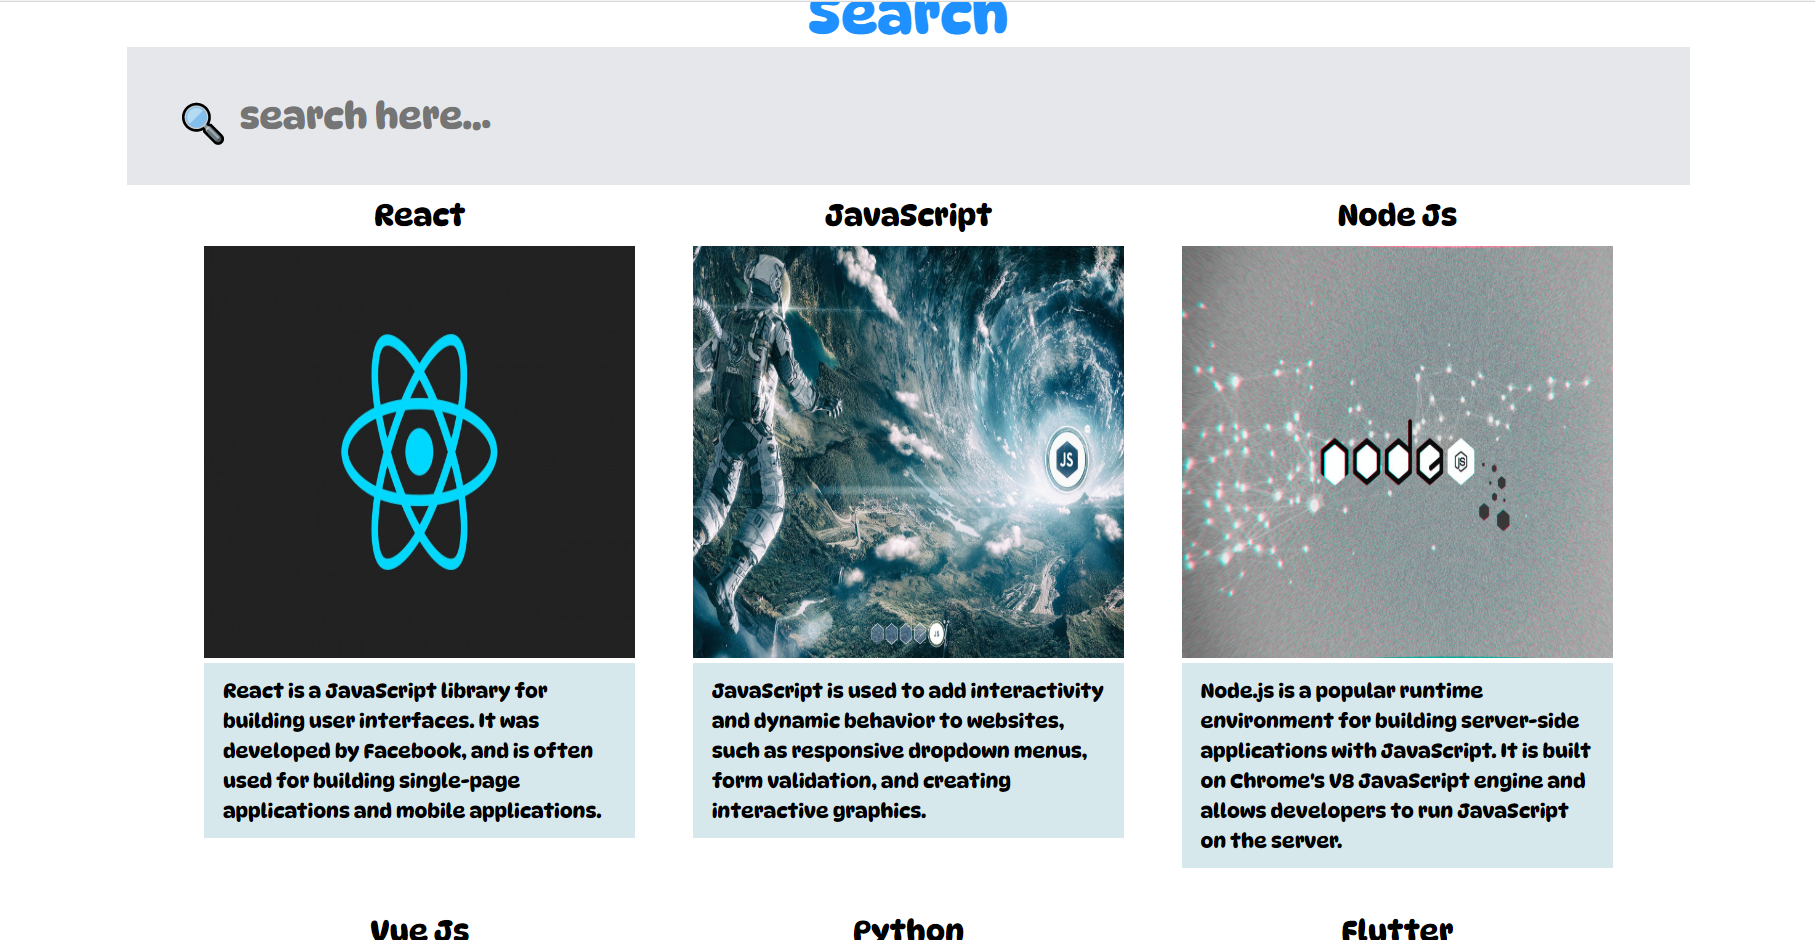 Search
search here...
React
JavaScript
Node Js
JS
node
JS
JS
React is a JavaScript library for
building user interfaces. It was
developed by Facebook, and is often
used for building single-page
applications and mobile applications.
JavaScript is used to add interactivity
and dynamic behavior to websites,
such as responsive dropdown menus,
form validation, and creating
interactive graphics.
Node.js is a popular runtime
environment for building server-side
applications with JavaScript. It is built
on Chrome's V8 JavaScript engine and
allows developers to run JavaScript
on the server.
Vue Js
Python
Flutter